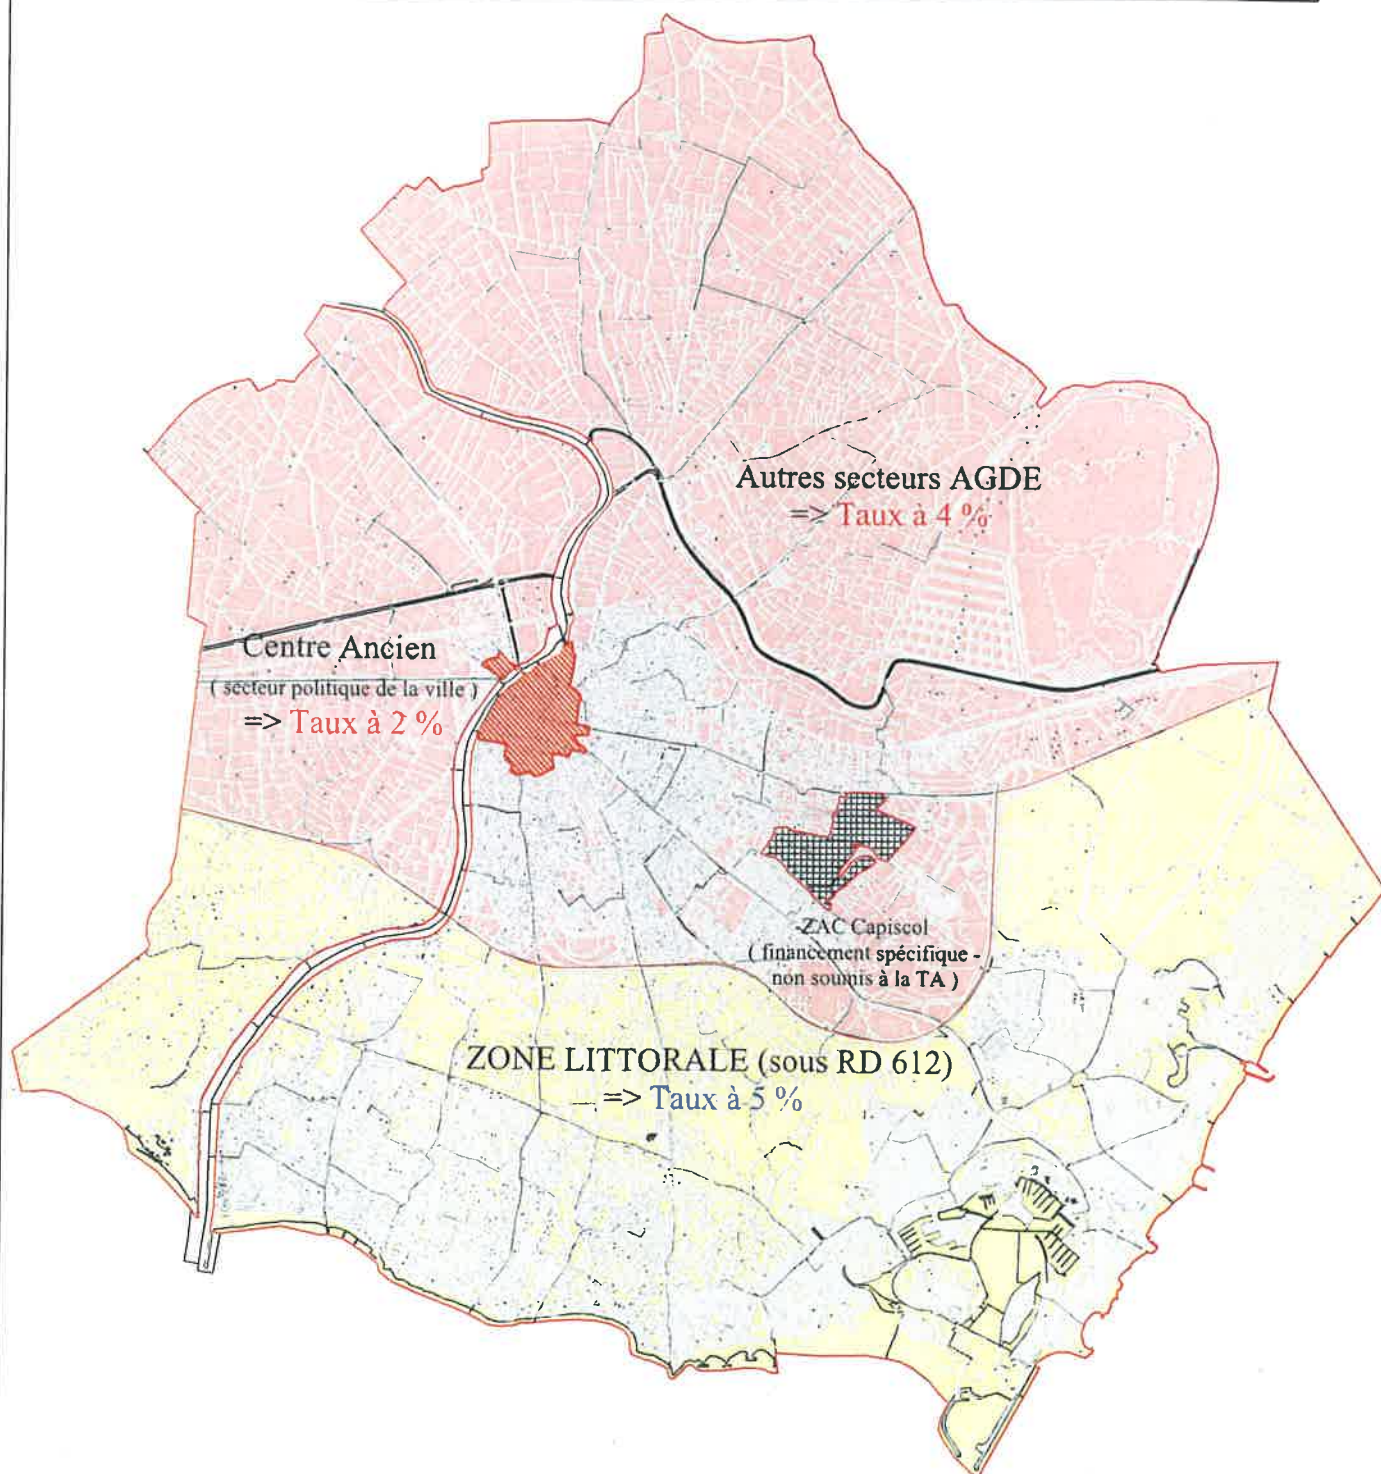 Autres secteurs AGDE
=> Taux à 4 %
Centre Ancien
( secteur politique de la ville )
=> Taux à 2 %
ZAC Capiscol
( financement spécifique -
non soumis à la TA )
ZONE LITTORALE (sous RD 612)
=> Taux à 5 %